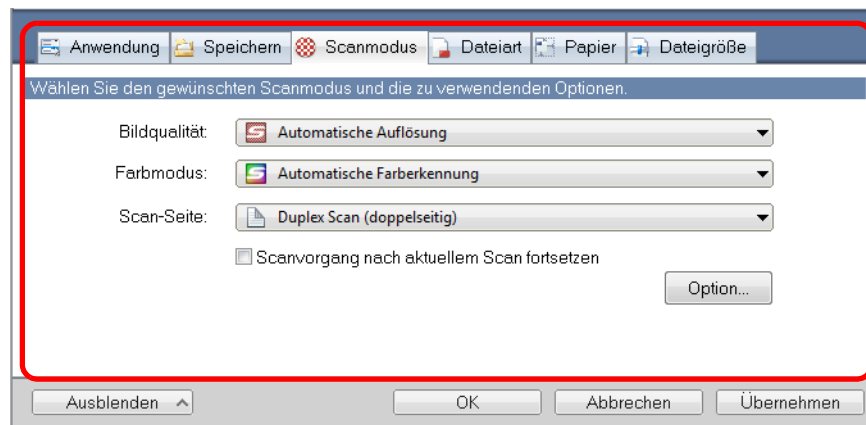 Anwendung Speichern Scanmodus Dateiart Papier Dateigröße
Wählen Sie den gewünschten Scanmodus und die zu verwendenden Optionen.
Bildqualität: Automatische Auflösung
Farbmodus: Automatische Farberkennung
Scan-Seite: Duplex Scan (doppelseitig)
Scanvorgang nach aktuellem Scan fortsetzen
Option...
Ausblenden OK Abbrechen Übernehmen